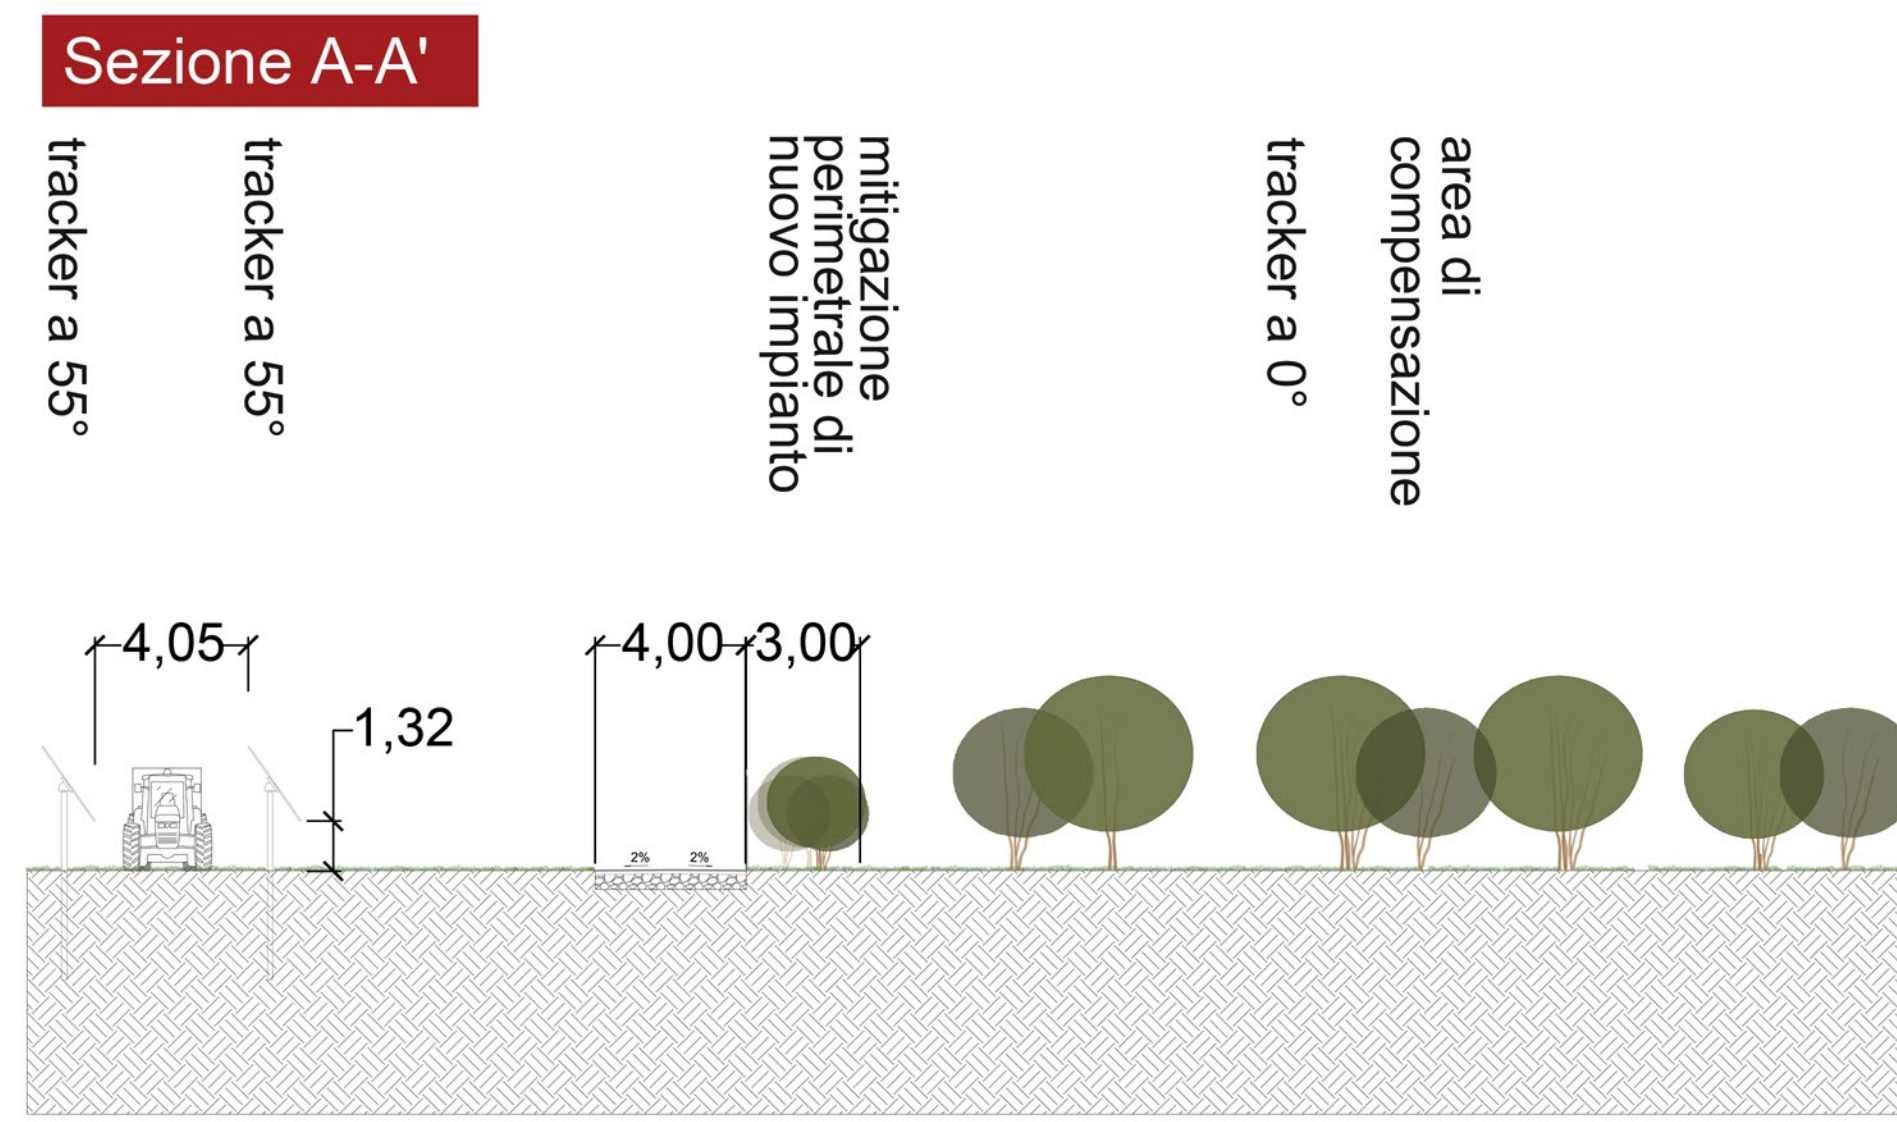 Sezione A-A'
tracker a 55°
tracker a 55°
mitigazione
perimetrale di
nuovo impianto
tracker a 0°
area di
compensazione
4,05
4,00
3,00
1,32
2%
2%